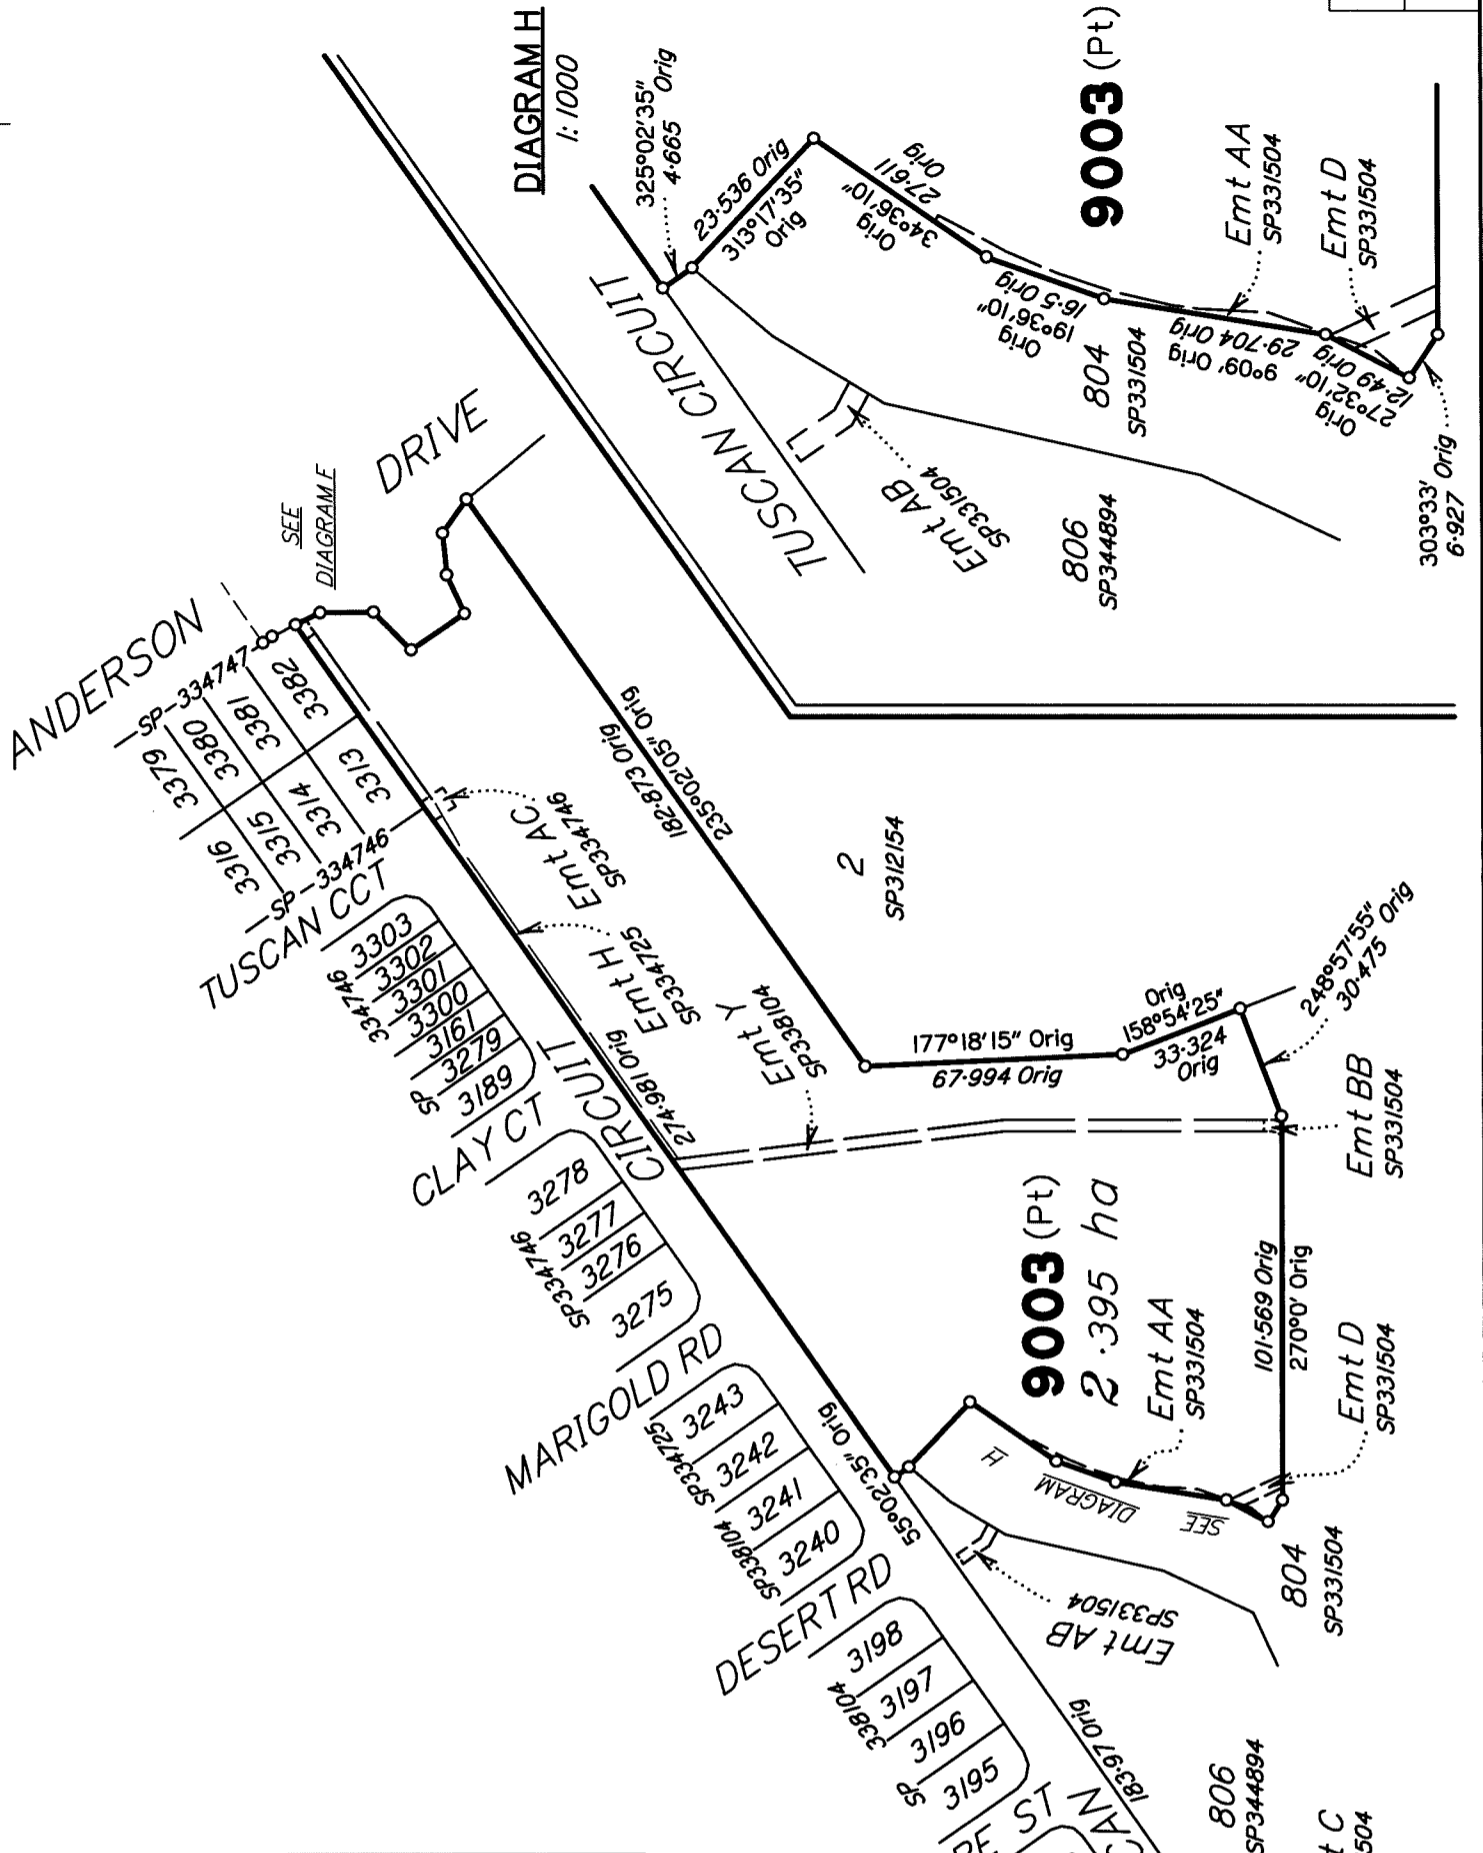 DIAGRAM H
1:1000
325°02'35"
4·665 Orig
23·536 Orig
313°17'35"
Orig
27·611
Orig
34°36'10"
Orig
16·5 Orig
19°36'10"
Orig
29·704 Orig
9°09' Orig
12·49 Orig
27°32'10"
Orig
303°33' Orig
6·927
9003 (Pt)
Emt AA
SP331504
Emt D
SP331504
804
SP331504
TUSCAN CIRCUIT
Emt AB
SP331504
806
SP344894
ANDERSON
DRIVE
SEE
DIAGRAM F
SP-334747
3379
3380
3381
3382
3316
3315
3314
3313
SP-334746
TUSCAN CCT
334746
3303
3302
3301
3300
3161
3279
3189
SP
CLAY CT
CIRCUIT
3278
3277
3276
3275
SP334746
MARIGOLD RD
SP334725
3243
3242
3241
3240
SP338104
DESERT RD
338104
3198
3197
3196
3195
SP
ST
CAN
Emt AC
SP334746
Emt H
SP334725
Emt Y
SP338104
274·981 Orig
55°02'35" Orig
183·97 Orig
182·873 Orig
235°02'05" Orig
2
SP312154
177°18'15" Orig
67·994 Orig
Orig
158°54'25"
33·324
Orig
248°57'55"
30·475 Orig
Emt BB
SP331504
9003 (Pt)
2·395 ha
Emt AA
SP331504
101·569 Orig
270°0' Orig
Emt D
SP331504
SEE DIAGRAM H
Emt AB
SP331504
804
SP331504
806
SP344894
t C
504